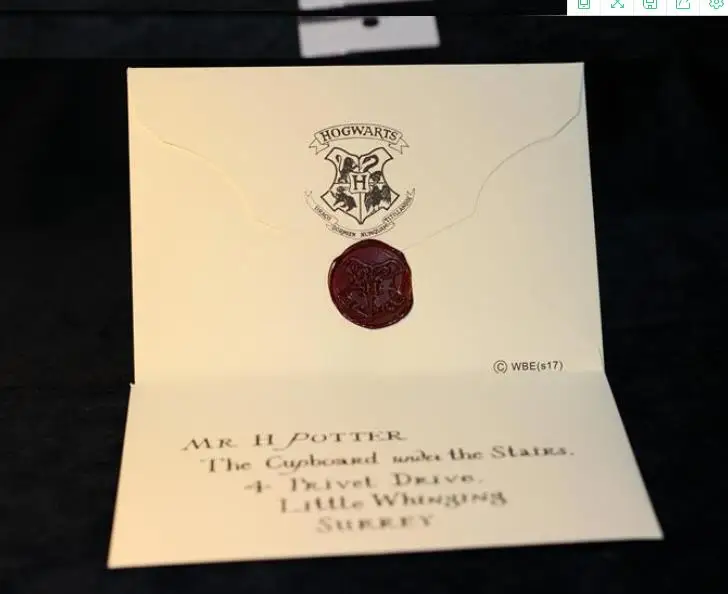 HOGWARTS
H
DRACO DORMIEN NUNQUAM TITILLANDUS
H
© WBE(s17)
MR H POTTER
The Cupboard under the Stairs.
4 Privet Drive.
Little Whinging
SURREY